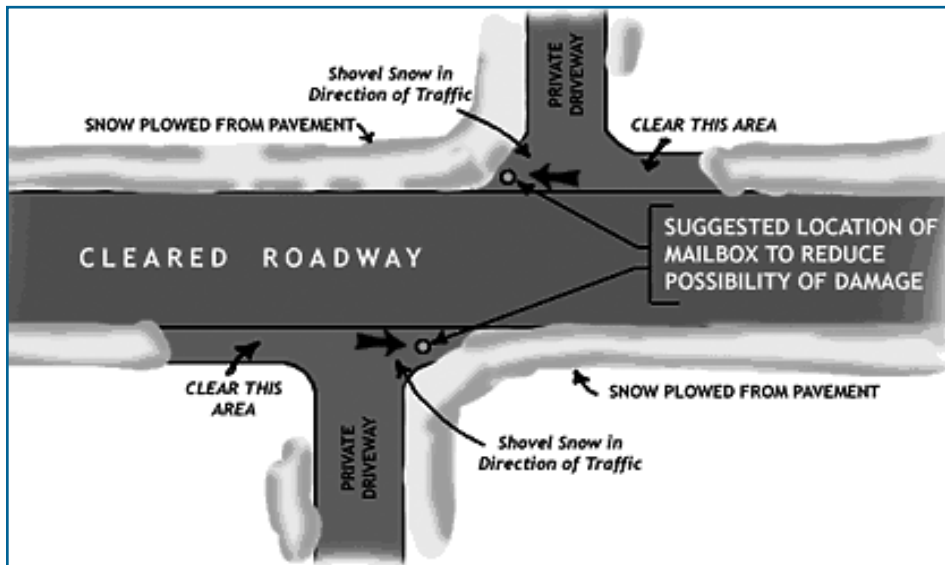 Shovel Snow in
Direction of Traffic
PRIVATE
DRIVEWAY
SNOW PLOWED FROM PAVEMENT
CLEAR THIS AREA
CLEARED ROADWAY
SUGGESTED LOCATION OF
MAILBOX TO REDUCE
POSSIBILITY OF DAMAGE
CLEAR THIS
AREA
SNOW PLOWED FROM PAVEMENT
PRIVATE
DRIVEWAY
Shovel Snow in
Direction of Traffic